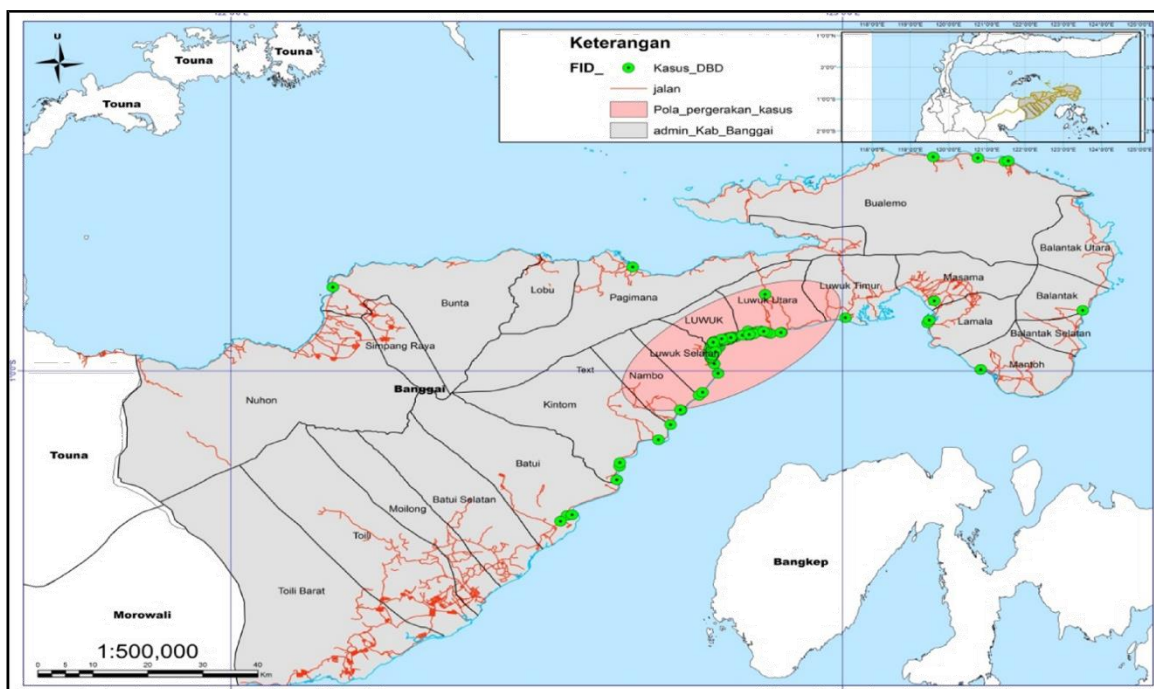 Keterangan
FID_
Kasus_DBD
jalan
Pola_pergerakan_kasus
admin_Kab_Banggai
U
Touna
Touna
Touna
Bualemo
Balantak Utara
Masama
Balantak
Luwuk Timur
Luwuk Utara
Lamala
Balantak Selatan
Mantoh
Lobu
Pagimana
Bunta
LUWUK
Simpang Raya
Luwuk Selatan
Text
Nambo
Banggai
Nuhon
Kintom
Touna
Batui
Batui Selatan
Moilong
Toili
Toili Barat
Bangkep
Morowali
1:500,000
0 5 10 20 30 40
Km
1°0'S